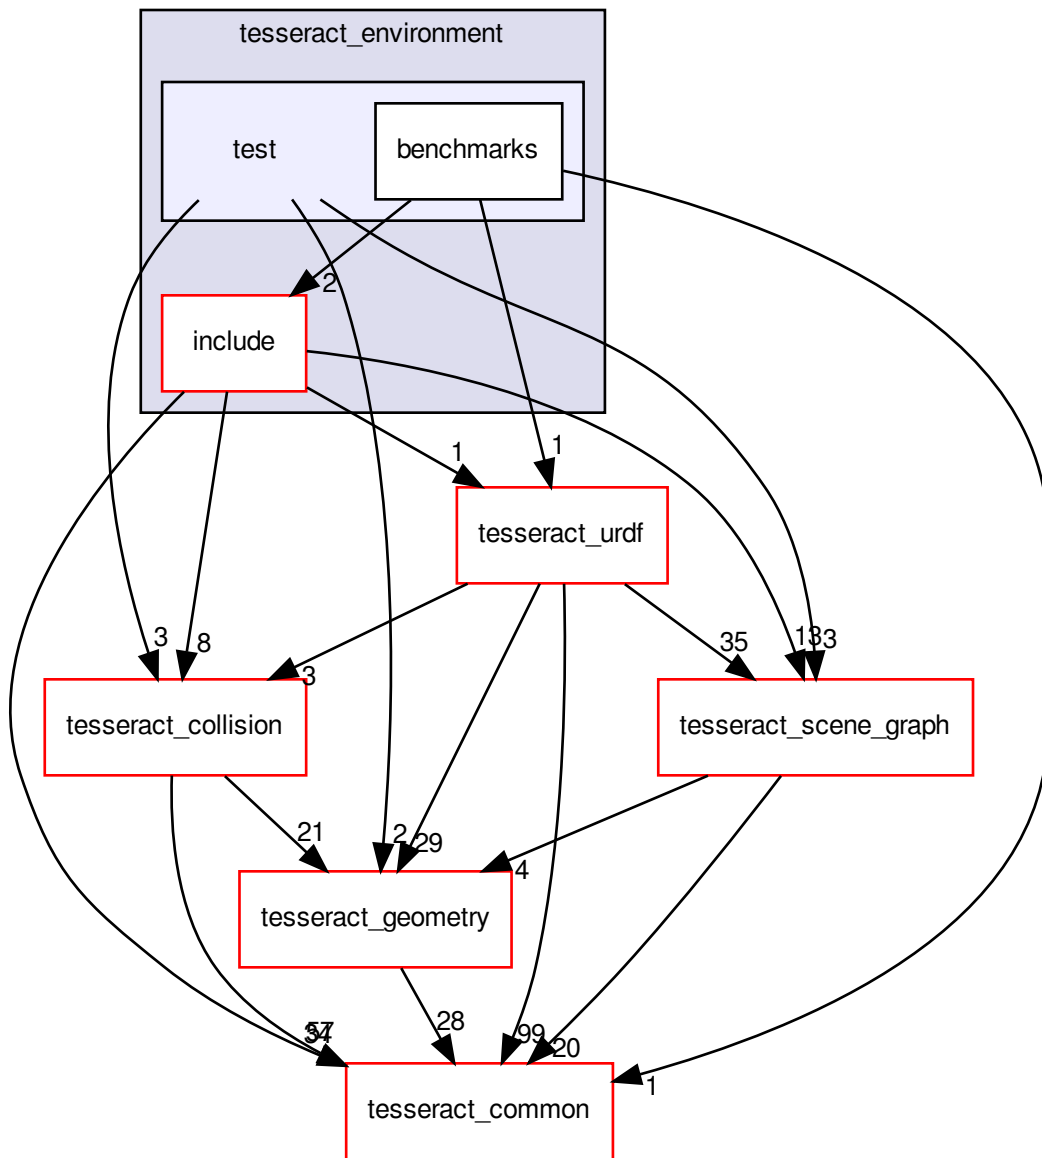 tesseract_environment
test
benchmarks
2
include
1
1
tesseract_urdf
3
8
3
35
13
3
tesseract_collision
tesseract_scene_graph
21
2
29
4
tesseract_geometry
28
99
20
1
tesseract_common